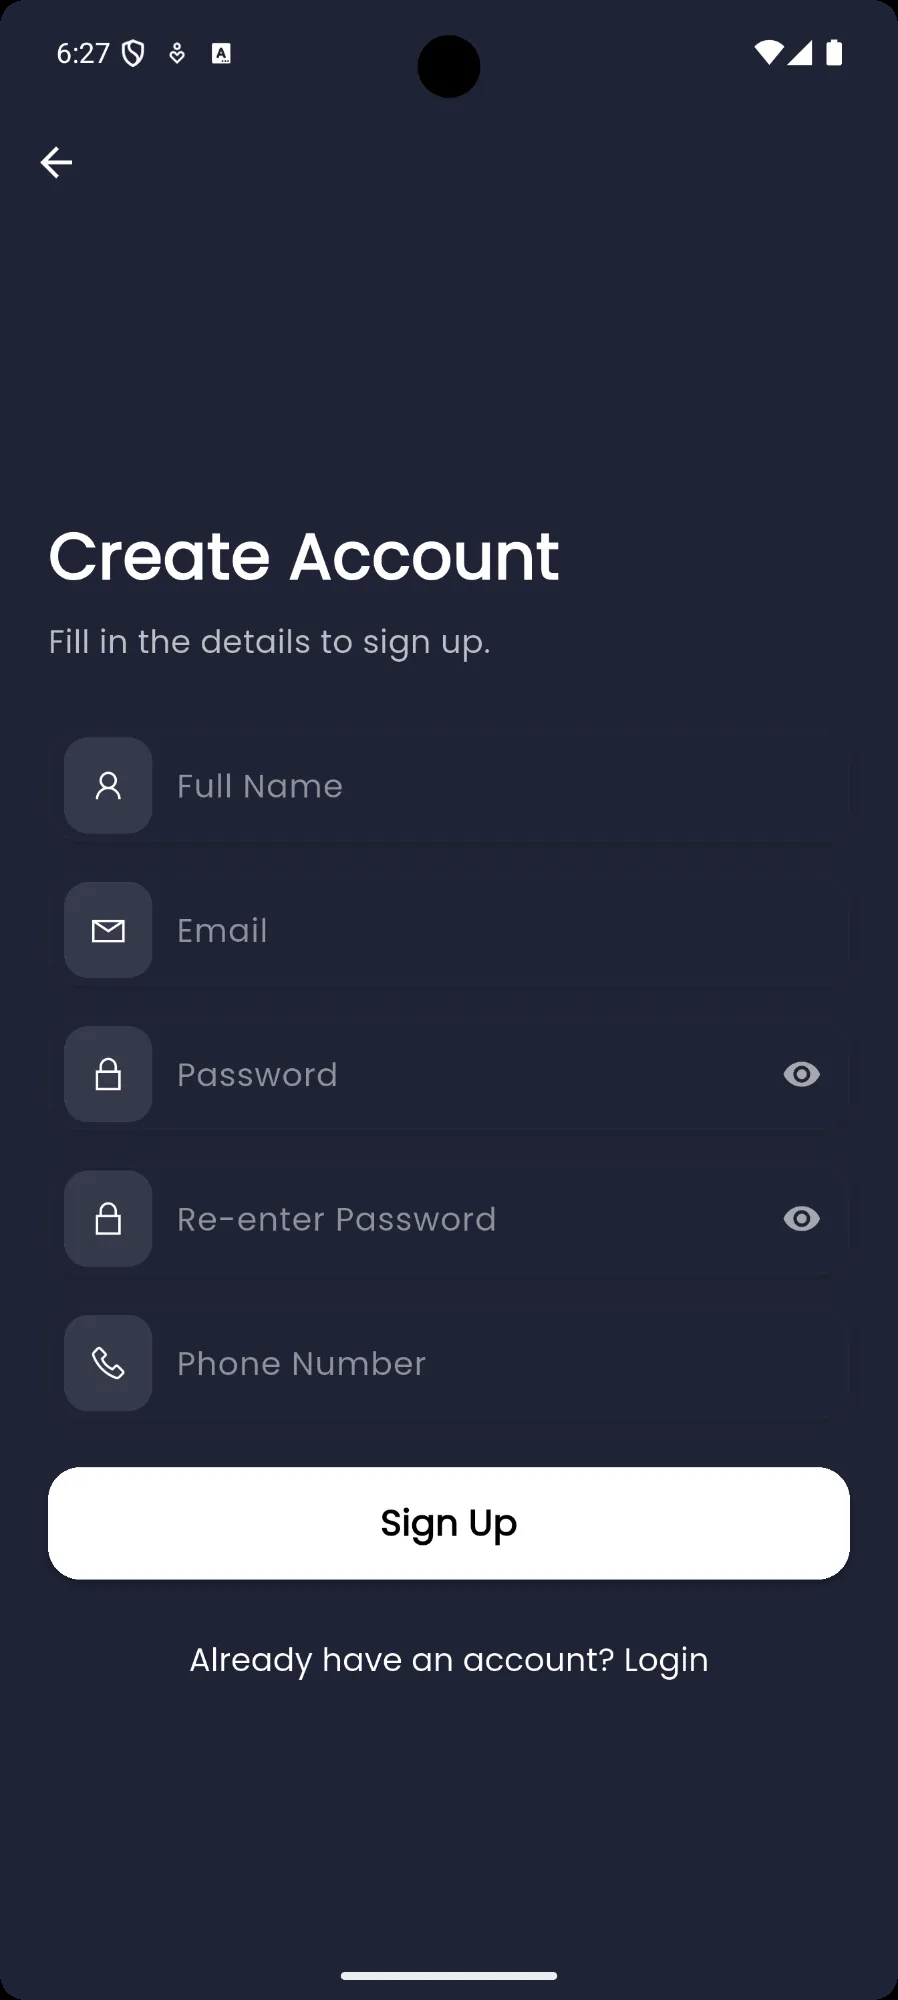 6:27
Create Account
Fill in the details to sign up.
Full Name
Email
Password
Re-enter Password
Phone Number
Sign Up
Already have an account? Login